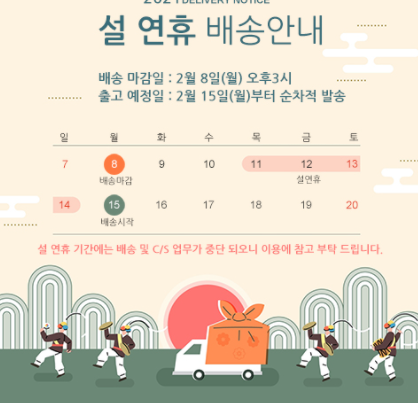 2021 DELIVERY NOTICE
설 연휴 배송안내
배송 마감일 : 2월 8일(월) 오후3시
출고 예정일 : 2월 15일(월)부터 순차적 발송
일 월 화 수 목 금 토
7 8 9 10 11 12 13
배송마감 설연휴
14 15 16 17 18 19 20
배송시작
설 연휴 기간에는 배송 및 C/S 업무가 중단 되오니 이용에 참고 부탁 드립니다.